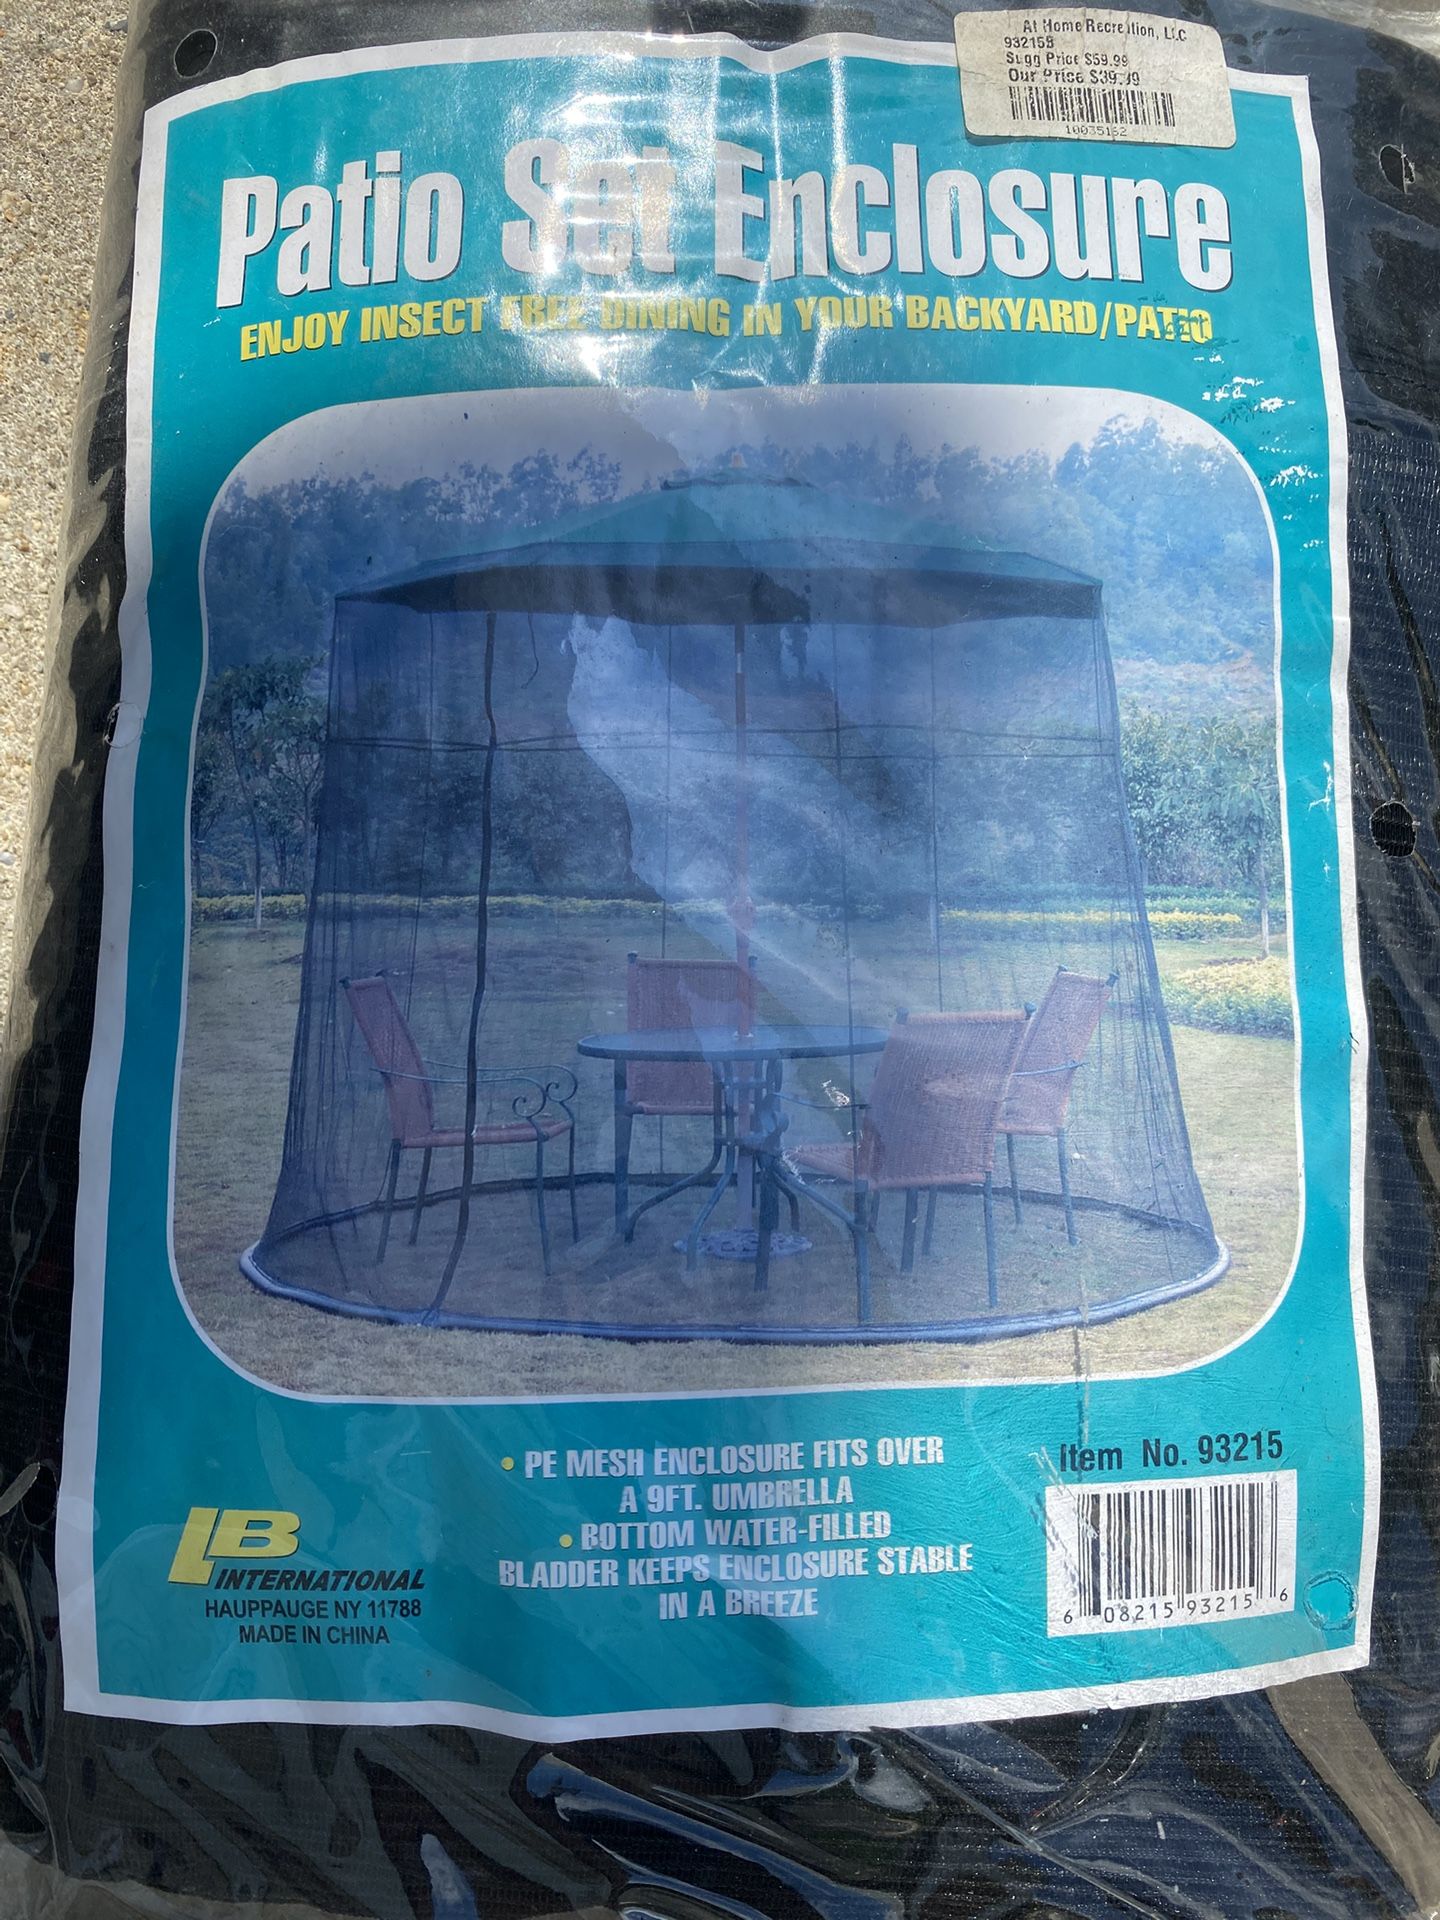 At Home Recreation, LLC
93215B
Sugg Price $59.99
Our Price $39.99
10035162
Patio Set Enclosure
ENJOY INSECT FREE DINING IN YOUR BACKYARD/PATIO
• PE MESH ENCLOSURE FITS OVER
A 9FT. UMBRELLA
• BOTTOM WATER-FILLED
BLADDER KEEPS ENCLOSURE STABLE
IN A BREEZE
LB
INTERNATIONAL
HAUPPAUGE NY 11788
MADE IN CHINA
Item No. 93215
6 08215 93215 6